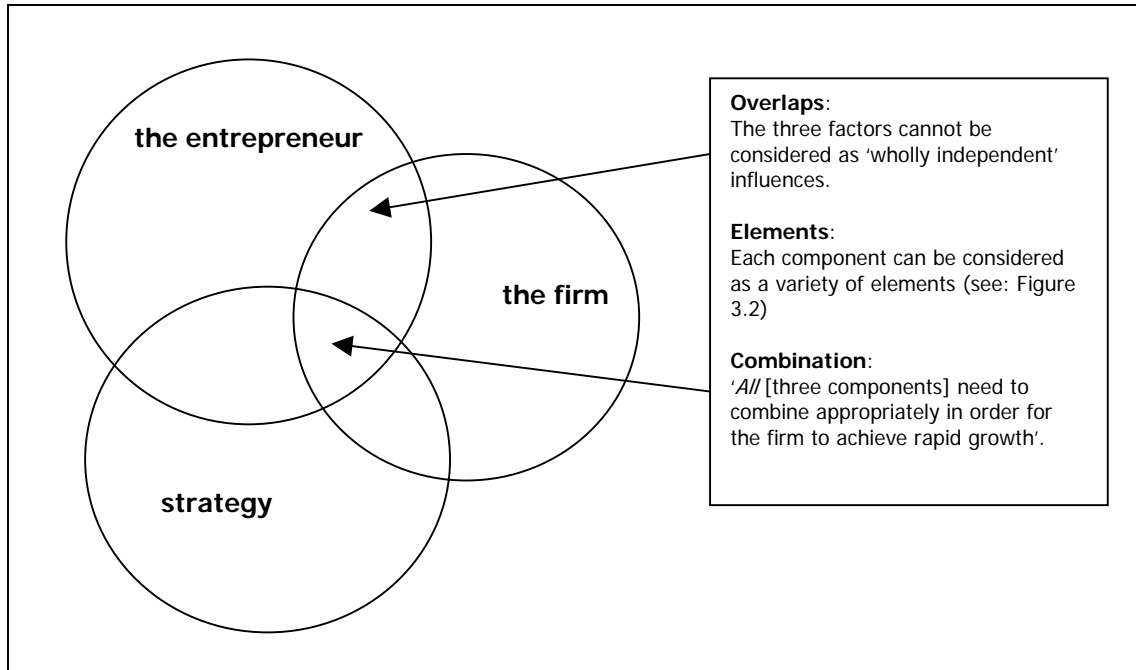 the entrepreneur
the firm
strategy
Overlaps:
The three factors cannot be
considered as ‘wholly independent’
influences.
Elements:
Each component can be considered
as a variety of elements (see: Figure
3.2)
Combination:
‘All [three components] need to
combine appropriately in order for
the firm to achieve rapid growth’.